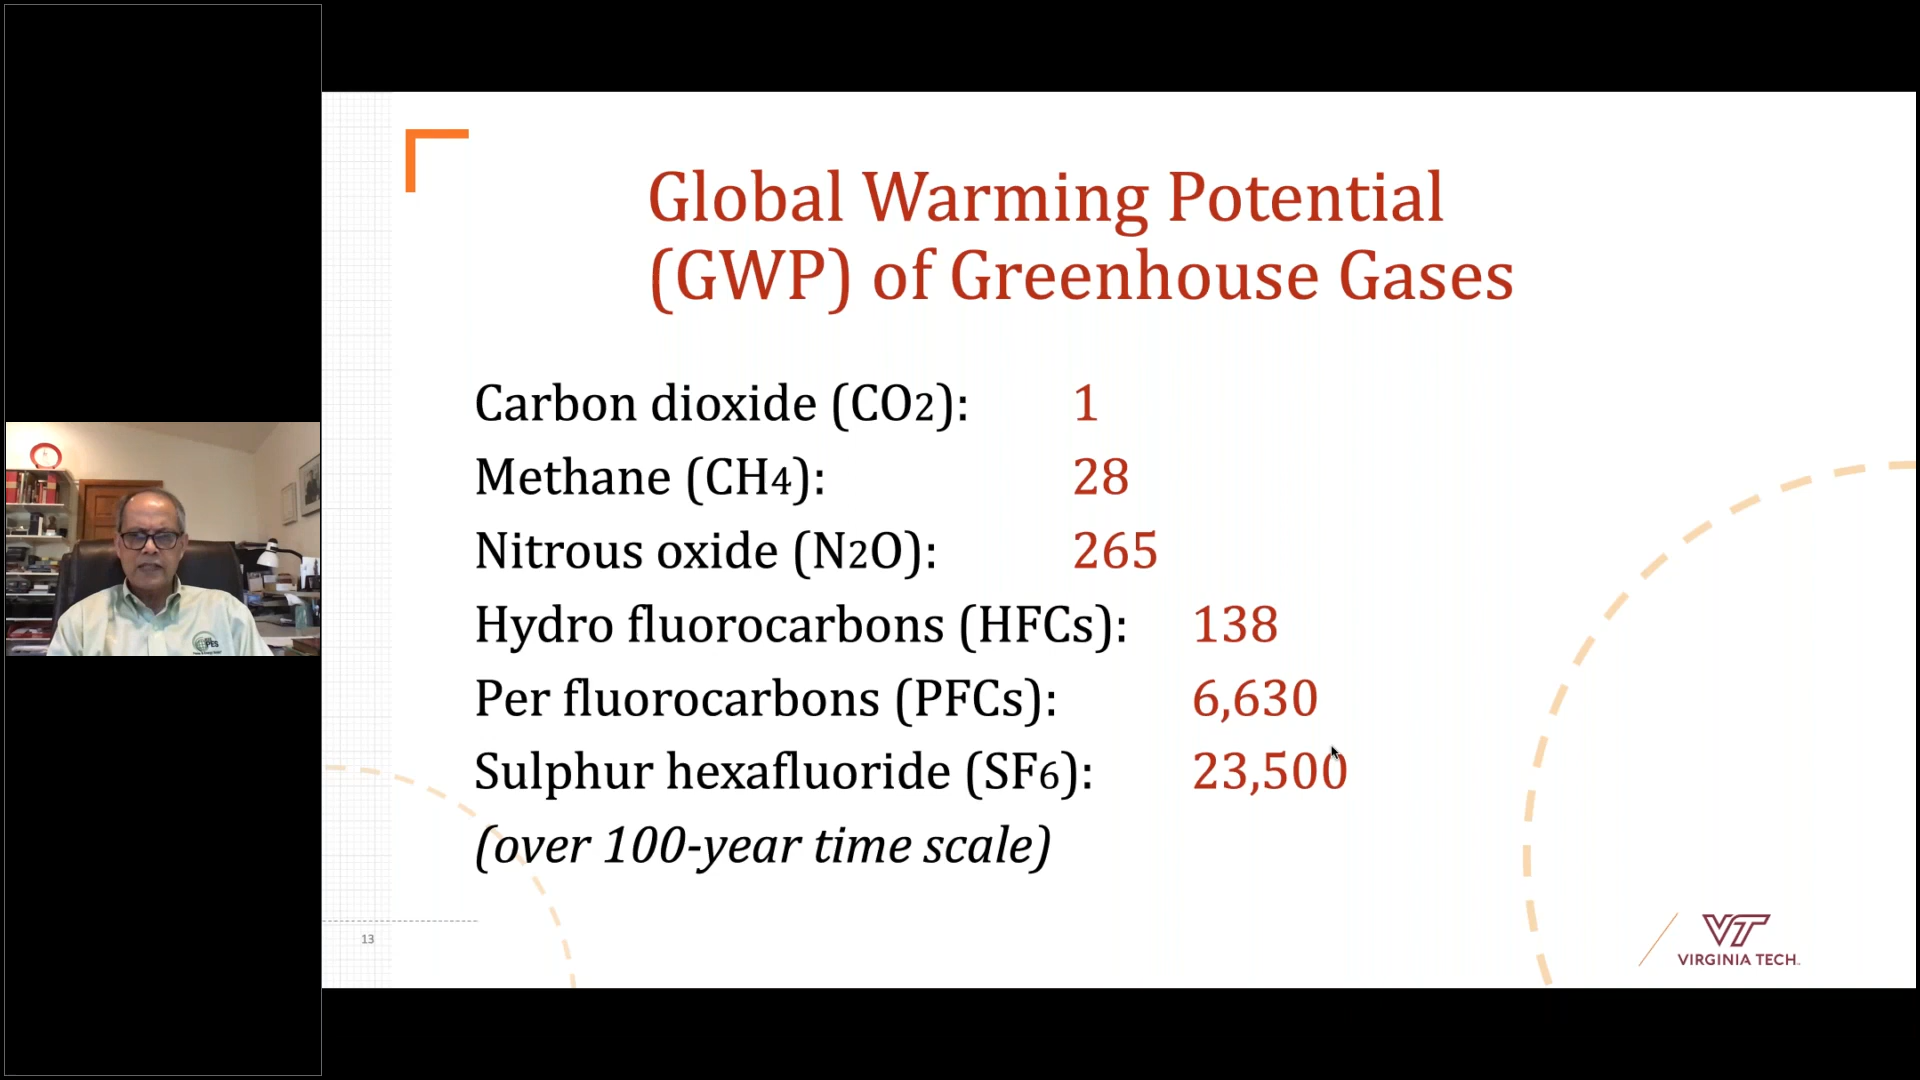 Global Warming Potential
(GWP) of Greenhouse Gases
Carbon dioxide (CO2): 1
Methane (CH4): 28
Nitrous oxide (N2O): 265
Hydro fluorocarbons (HFCs): 138
Per fluorocarbons (PFCs): 6,630
Sulphur hexafluoride (SF6): 23,500
(over 100-year time scale)
13
VT
VIRGINIA TECH
PES